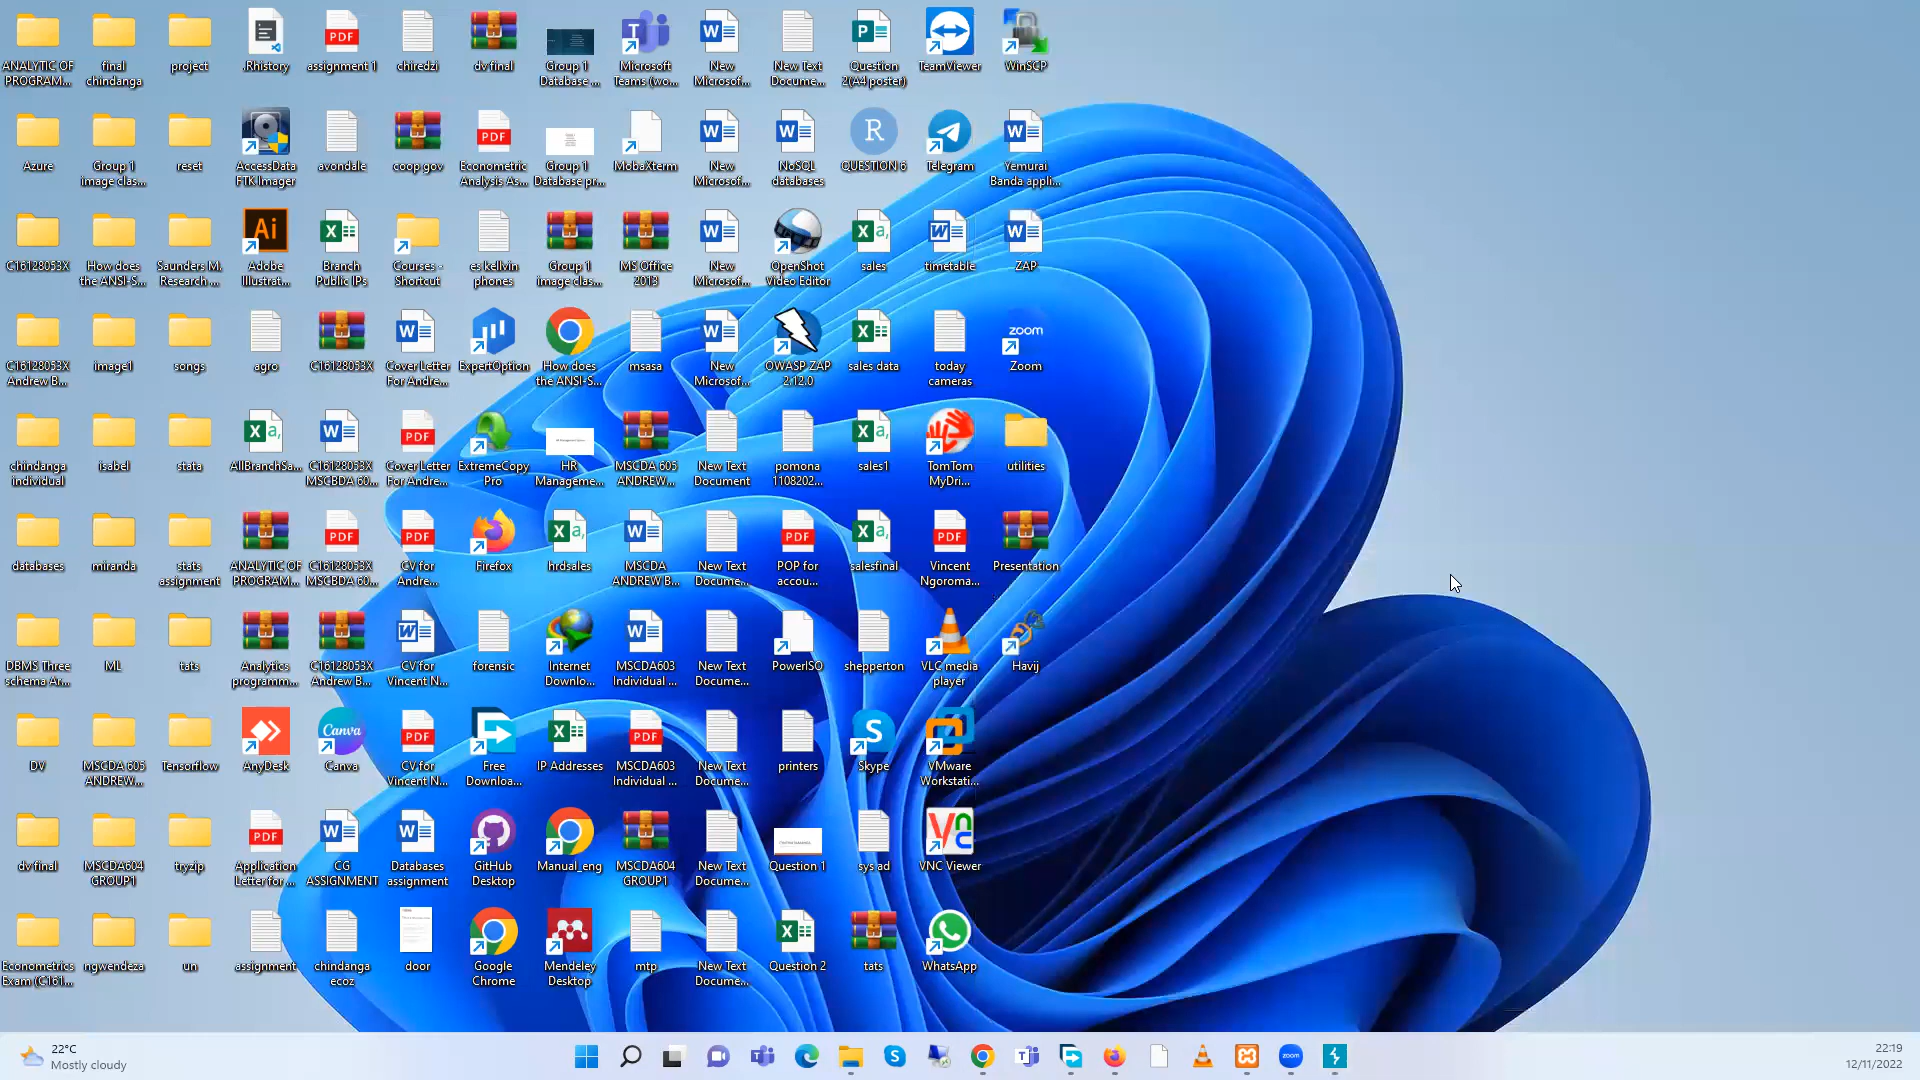 ANALYTIC OF
PROGRAM...
final
chindanga
project
.Rhistory
assignment 1
chiredzi
dv final
Group 1
Database ...
Microsoft
Teams (wo...
New
Microsof...
New Text
Docume...
Question
2(A4 poster)
TeamViewer
WinSCP
Azure
Group 1
image clas...
reset
AccessData
FTK Imager
avondale
coop gov
Econometric
Analysis As...
Group 1
Database pr...
MobaXterm
New
Microsof...
NoSQL
databases
QUESTION 6
Telegram
Yemurai
Banda appli...
C16128053X
How does
the ANSI-S...
Saunders M.
Research ...
Adobe
Illustrat...
Branch
Public IPs
Courses -
Shortcut
es kellvin
phones
Group 1
image clas...
MS Office
2013
New
Microsof...
OpenShot
Video Editor
sales
timetable
ZAP
C16128053X
Andrew B...
image1
songs
agro
C16128053X
Cover Letter
For Andre...
ExpertOption
How does
the ANSI-S...
msasa
New
Microsof...
OWASP ZAP
2.12.0
sales data
today
cameras
Zoom
chindanga
individual
isabel
stata
AllBranchSa...
C16128053X
MSCBDA 60...
Cover Letter
For Andre...
ExtremeCopy
Pro
HR
Manageme...
MSCDA 605
ANDREW...
New Text
Document
pomona
1108202...
sales1
TomTom
MyDri...
utilities
databases
miranda
stats
assignment
ANALYTIC OF
PROGRAM...
C16128053X
MSCBDA 60...
CV for
Andre...
Firefox
hrdsales
MSCDA
ANDREW B...
New Text
Docume...
POP for
accou...
salesfinal
Vincent
Ngoroma...
Presentation
DBMS Three
schema Ar...
ML
tats
Analytics
programm...
C16128053X
Andrew B...
CV for
Vincent N...
forensic
Internet
Downlo...
MSCDA603
Individual ...
New Text
Docume...
PowerISO
shepperton
VLC media
player
Havij
DV
MSCDA 605
ANDREW...
Tensorflow
AnyDesk
Canva
CV for
Vincent N...
Free
Downloa...
IP Addresses
MSCDA603
Individual ...
New Text
Docume...
printers
Skype
VMware
Workstati...
dv final
MSCDA604
GROUP1
tryzip
Application
Letter for ...
CG
ASSIGNMENT
Databases
assignment
GitHub
Desktop
Manual_eng
MSCDA604
GROUP1
New Text
Docume...
Question 1
sys ad
VNC Viewer
Econometrics
Exam (C161...
ngwendeza
un
assignment
chindanga
ecoz
door
Google
Chrome
Mendeley
Desktop
mtp
New Text
Docume...
Question 2
tats
WhatsApp
22°C
Mostly cloudy
22:19
12/11/2022